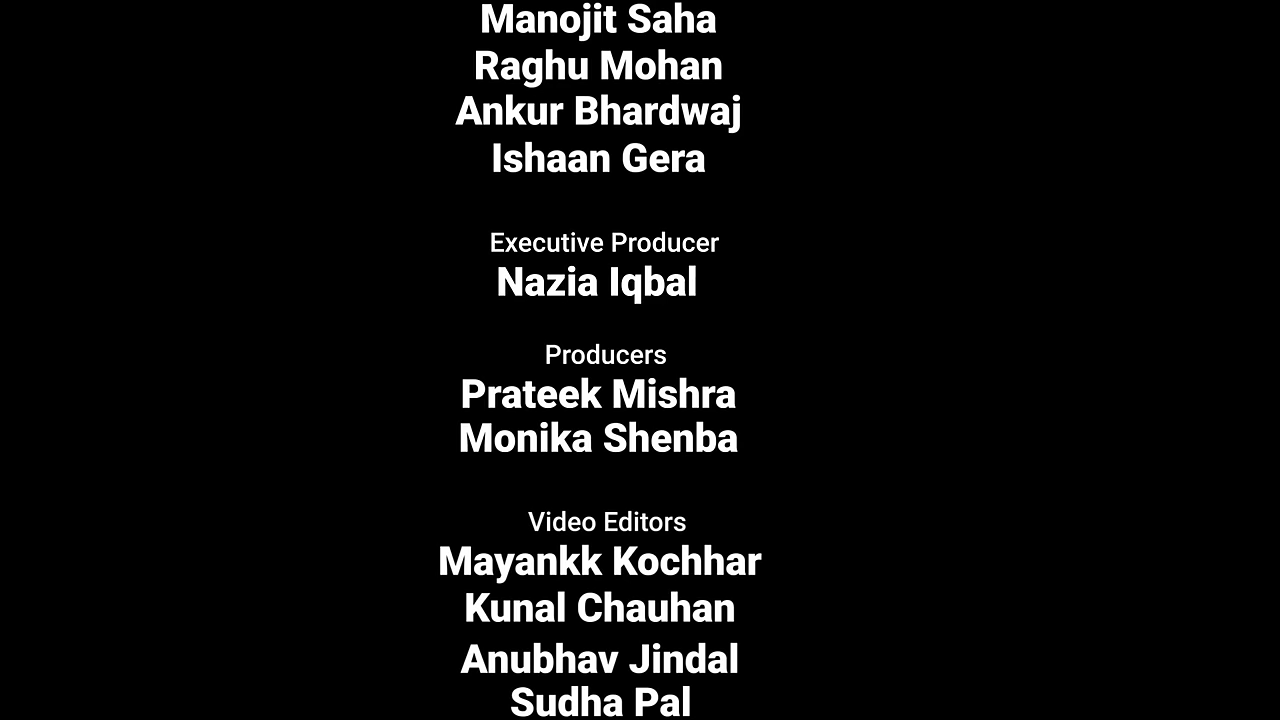 Manojit Saha
Raghu Mohan
Ankur Bhardwaj
Ishaan Gera
Executive Producer
Nazia Iqbal
Producers
Prateek Mishra
Monika Shenba
Video Editors
Mayankk Kochhar
Kunal Chauhan
Anubhav Jindal
Sudha Pal